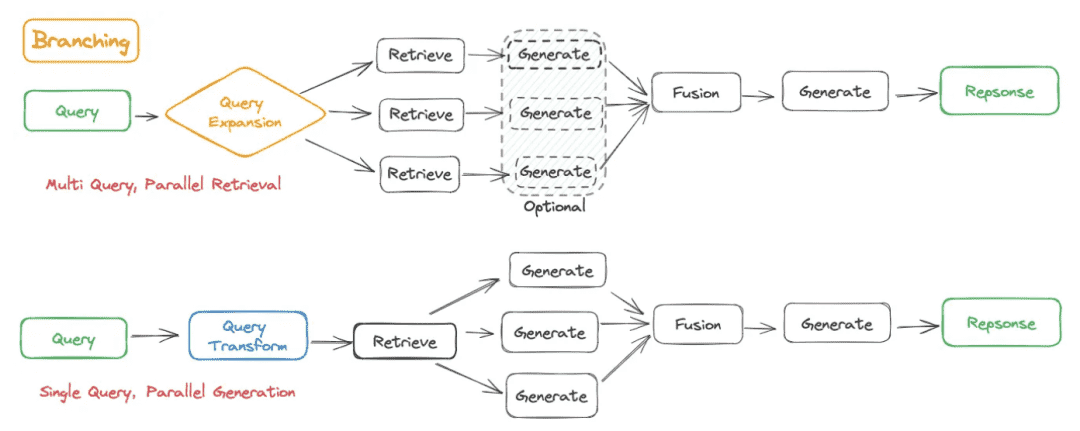 Branching
Query
Query
Expansion
Retrieve
Retrieve
Retrieve
Generate
Generate
Generate
Optional
Fusion
Generate
Repsonse
Multi Query, Parallel Retrieval
Query
Query
Transform
Retrieve
Generate
Generate
Generate
Fusion
Generate
Repsonse
Single Query, Parallel Generation